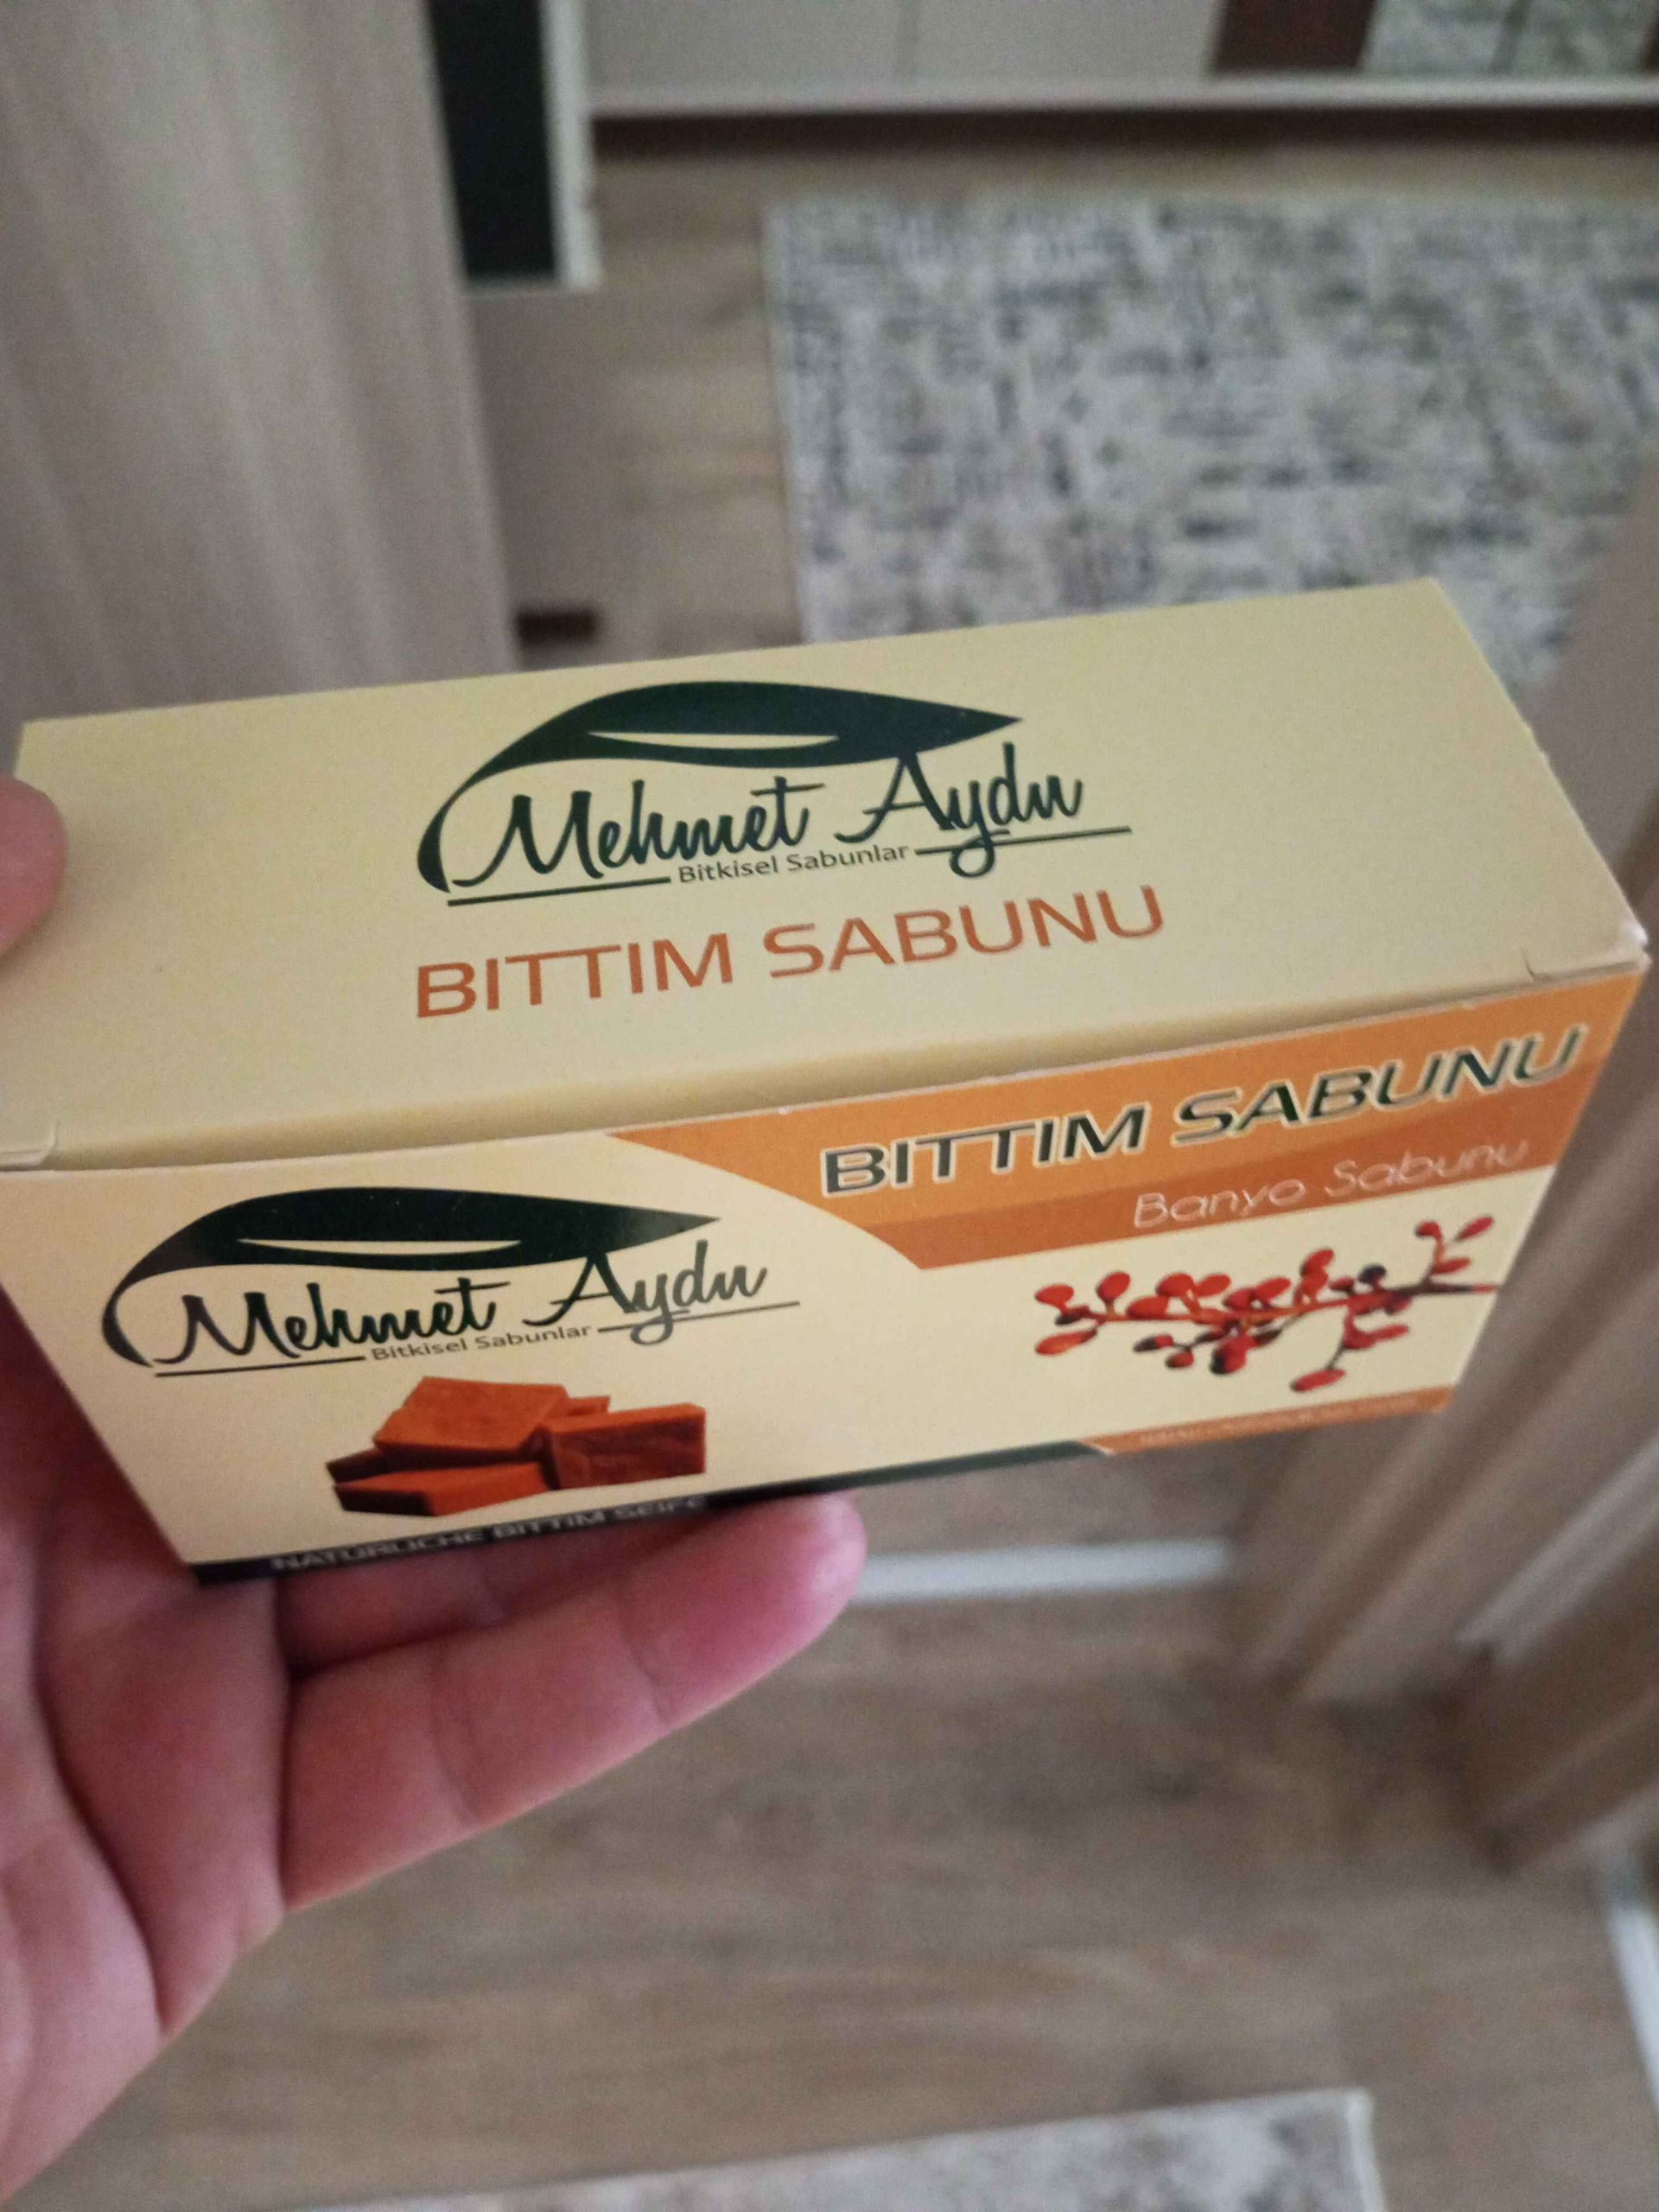 Mehmet Aydın
Bitkisel Sabunlar
BITTIM SABUNU
BITTIM SABUNU
Banyo Sabunu
Mehmet Aydın
Bitkisel Sabunlar
NATÜRLICHE BITTIM SEIFE